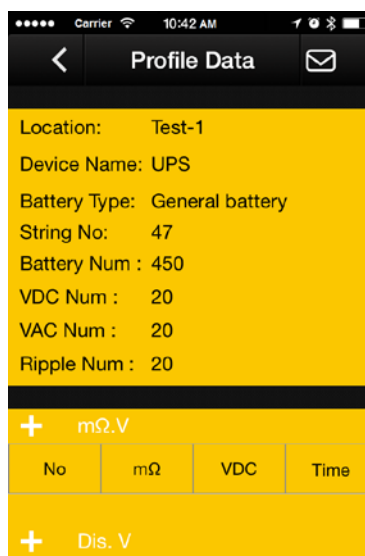 Carrier 10:42 AM
Profile Data
Location: Test-1
Device Name: UPS
Battery Type: General battery
String No: 47
Battery Num : 450
VDC Num : 20
VAC Num : 20
Ripple Num : 20
mΩ.V
No mΩ VDC Time
Dis. V